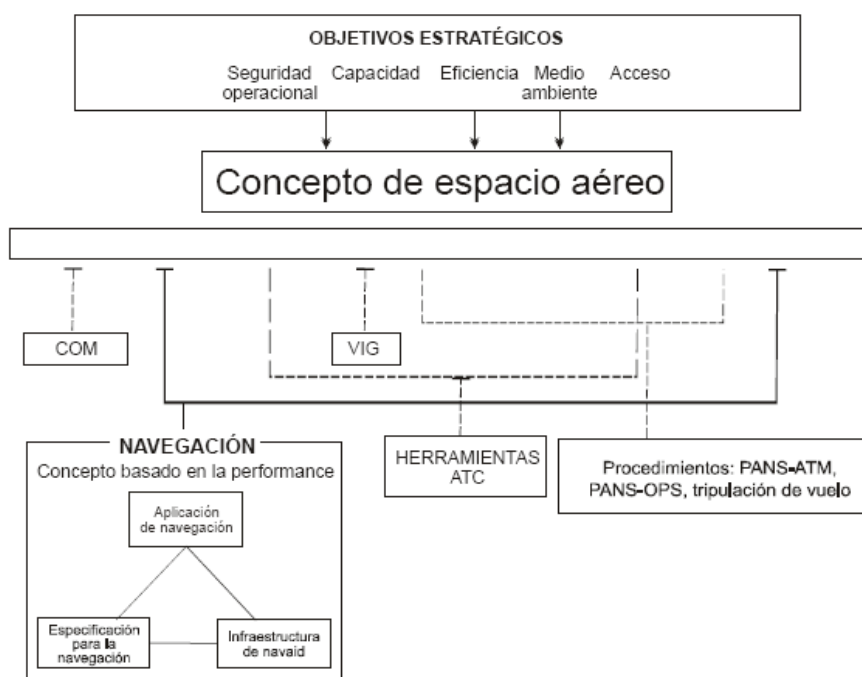 OBJETIVOS ESTRATÉGICOS
Seguridad operacional
Capacidad
Eficiencia
Medio ambiente
Acceso
Concepto de espacio aéreo
COM
VIG
NAVEGACIÓN
Concepto basado en la performance
Aplicación
de navegación
Especificación
para la
navegación
Infraestructura
de navaid
HERRAMIENTAS
ATC
Procedimientos: PANS-ATM,
PANS-OPS, tripulación de vuelo